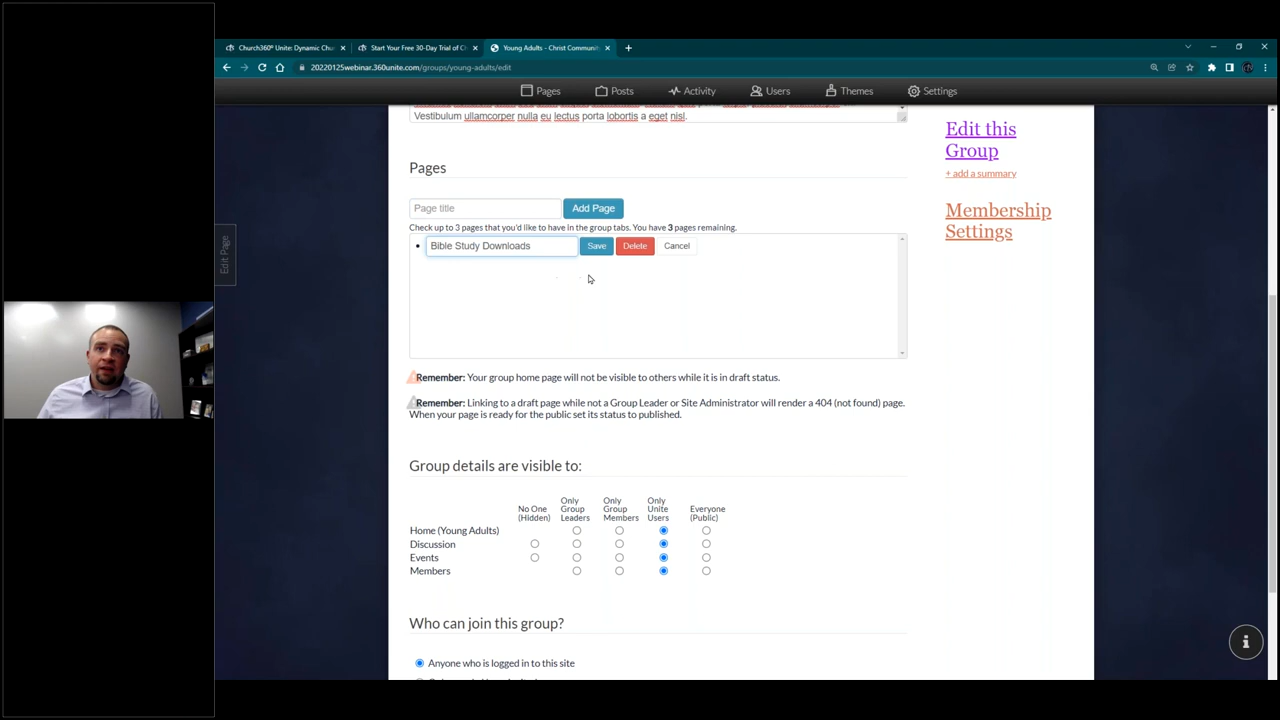 Church360° Unite: Dynamic Chu
Start Your Free 30-Day Trial of Ch
Young Adults - Christ Community
20220125webinar.360unite.com/groups/young-adults/edit
Pages
Posts
Activity
Users
Themes
Settings
Vestibulum ullamcorper nulla eu lectus porta lobortis a eget nisl.
Edit this
Group
+ add a summary
Membership
Settings
Edit Page
Pages
Page title
Add Page
Check up to 3 pages that you'd like to have in the group tabs. You have 3 pages remaining.
Bible Study Downloads
Save
Delete
Cancel
Remember: Your group home page will not be visible to others while it is in draft status.
Remember: Linking to a draft page while not a Group Leader or Site Administrator will render a 404 (not found) page.
When your page is ready for the public set its status to published.
Group details are visible to:
No One
(Hidden)
Only
Group
Leaders
Only
Group
Members
Only
Unite
Users
Everyone
(Public)
Home (Young Adults)
Discussion
Events
Members
Who can join this group?
Anyone who is logged in to this site